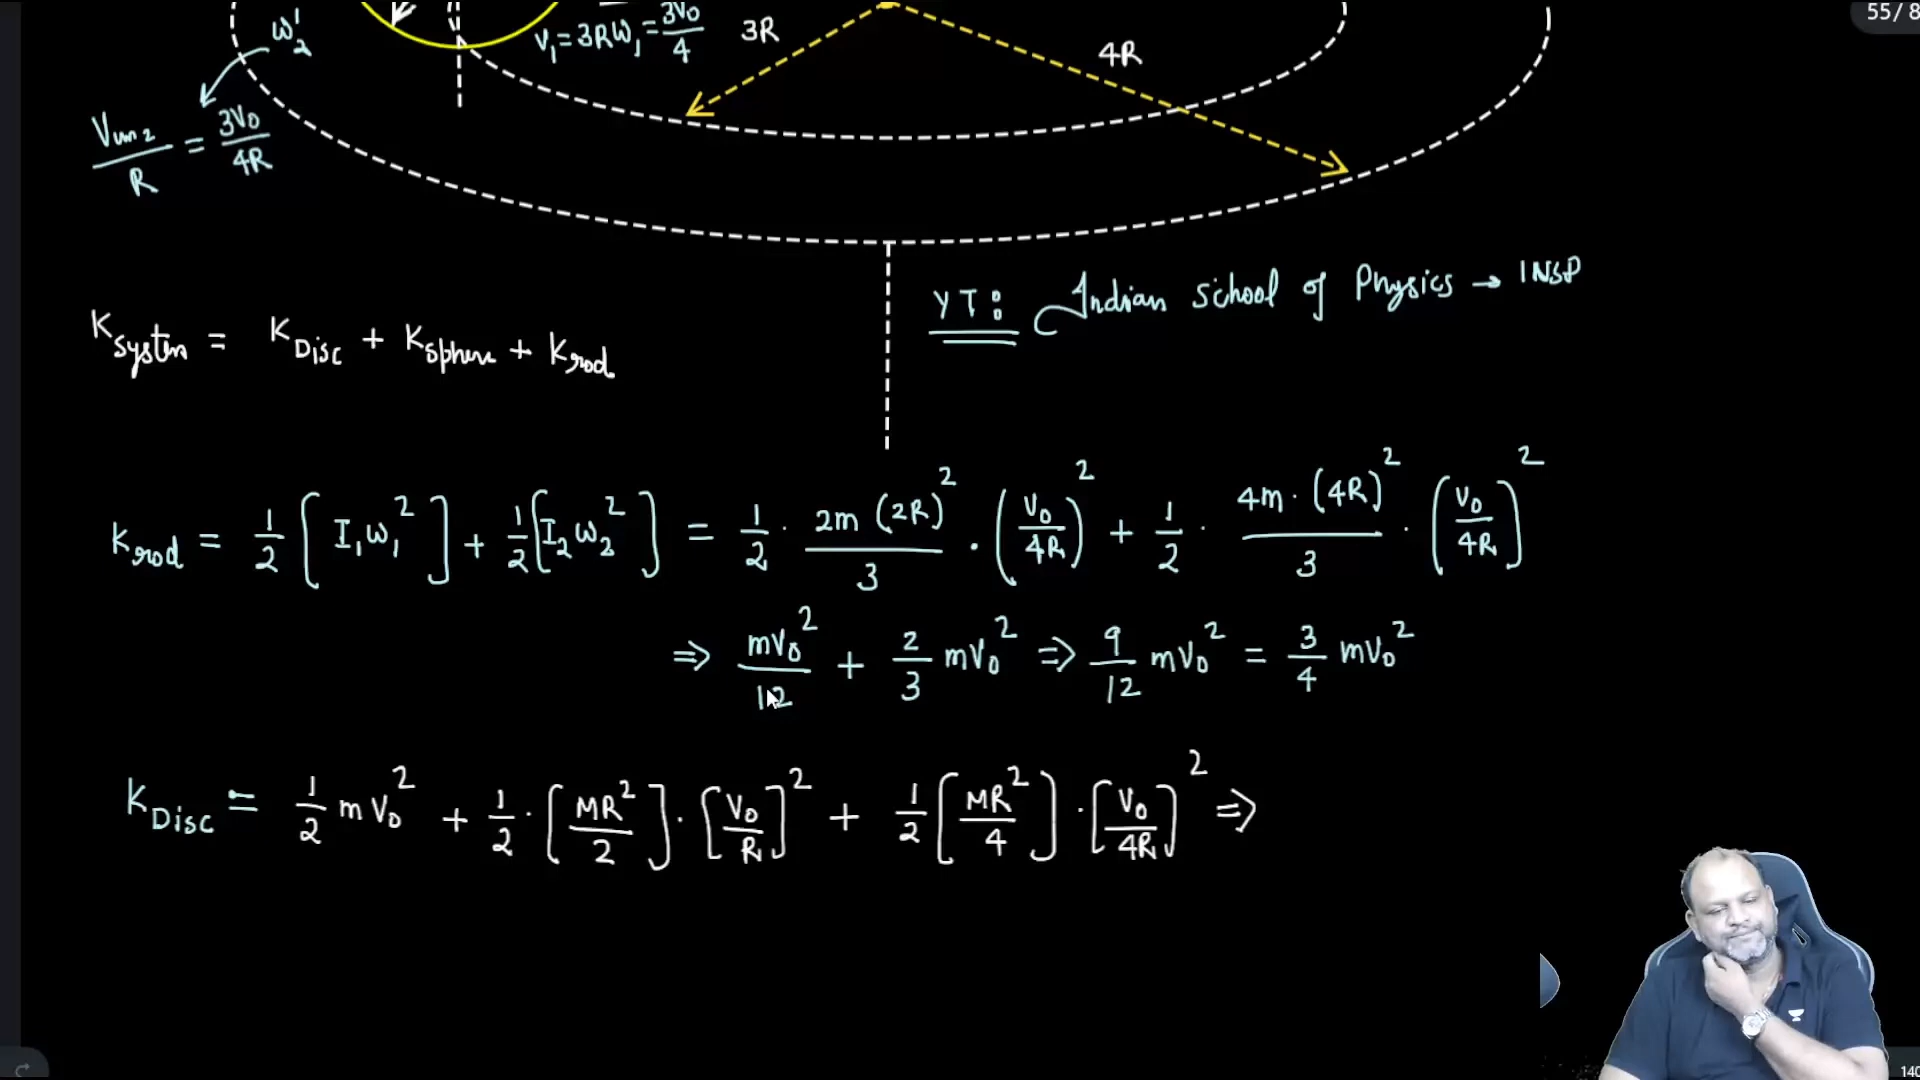 55/8
ω₂'
V₁ = 3Rω₁ = 3V₀/4
3R
4R
Vcm₂/R = 3V₀/4R
YT: Indian School of Physics → INSP
K_system = K_Disc + K_sphere + K_rod
K_rod = 1/2 [I₁ω₁²] + 1/2 [I₂ω₂²] = 1/2 · 2m (2R)²/3 · (V₀/4R)² + 1/2 · 4m · (4R)²/3 · (V₀/4R)²
⇒ mV₀²/12 + 2/3 mV₀² ⇒ 9/12 mV₀² = 3/4 mV₀²
K_Disc = 1/2 mV₀² + 1/2 · [MR²/2] · [V₀/R]² + 1/2 [MR²/4] · [V₀/4R]² ⇒
140